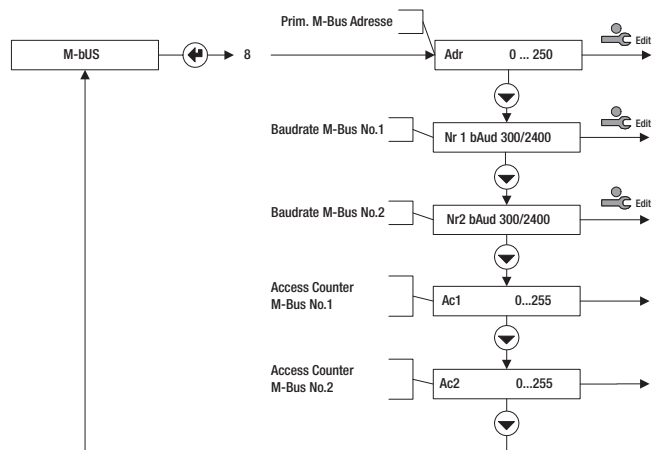 Prim. M-Bus Adresse
M-bUS
8
Adr 0 ... 250
Edit
Baudrate M-Bus No.1
Nr 1 bAud 300/2400
Edit
Baudrate M-Bus No.2
Nr2 bAud 300/2400
Edit
Access Counter
M-Bus No.1
Ac1 0...255
Access Counter
M-Bus No.2
Ac2 0...255